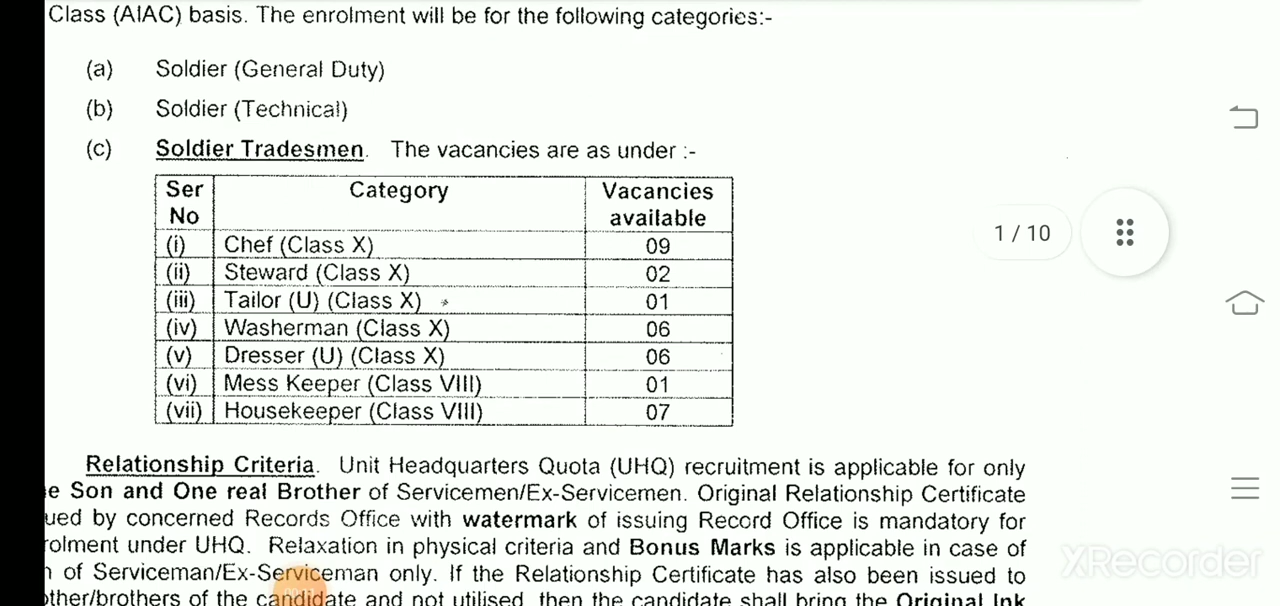 Class (AIAC) basis. The enrolment will be for the following categories:-
(a) Soldier (General Duty)
(b) Soldier (Technical)
(c) Soldier Tradesmen. The vacancies are as under :-
Ser No Category Vacancies available
(i) Chef (Class X) 09
(ii) Steward (Class X) 02
(iii) Tailor (U) (Class X) 01
(iv) Washerman (Class X) 06
(v) Dresser (U) (Class X) 06
(vi) Mess Keeper (Class VIII) 01
(vii) Housekeeper (Class VIII) 07
1 / 10
Relationship Criteria. Unit Headquarters Quota (UHQ) recruitment is applicable for only
e Son and One real Brother of Servicemen/Ex-Servicemen. Original Relationship Certificate
ued by concerned Records Office with watermark of issuing Record Office is mandatory for
rolment under UHQ. Relaxation in physical criteria and Bonus Marks is applicable in case of
of Serviceman/Ex-Serviceman only. If the Relationship Certificate has also been issued to
other/brothers of the candidate and not utilised, then the candidate shall bring the Original Ink
XRecorder